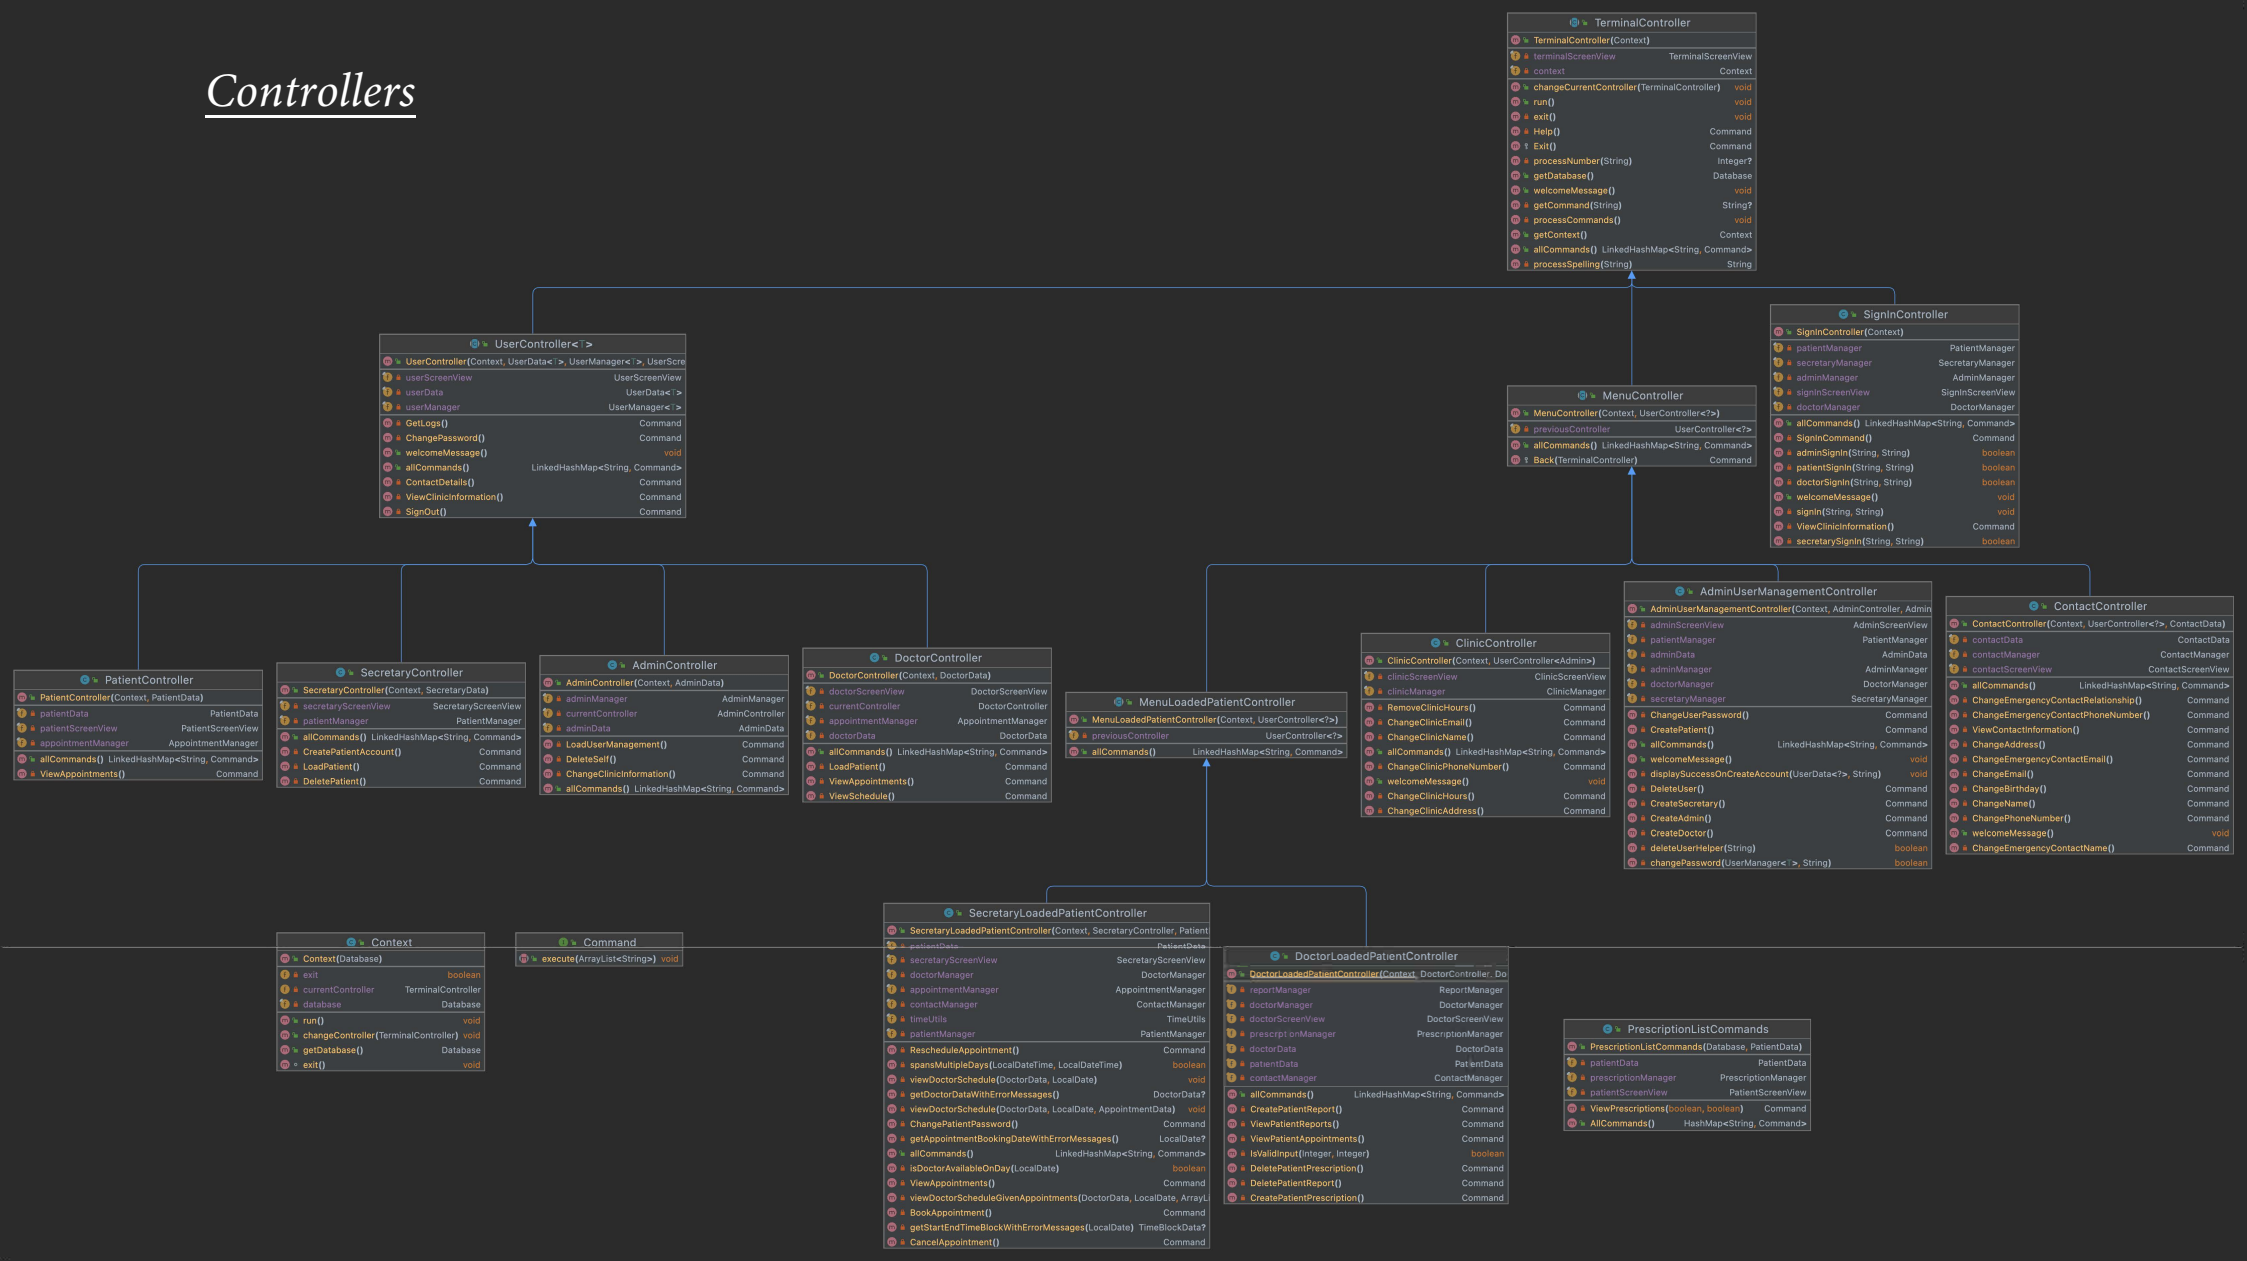 Controllers
TerminalController
TerminalController(Context)
terminalScreenView TerminalScreenView
context Context
changeCurrentController(TerminalController) void
run() void
exit() void
Help() Command
Exit() Command
processNumber(String) Integer?
getDatabase() Database
welcomeMessage() void
getCommand(String) String?
processCommands() void
getContext() Context
allCommands() LinkedHashMap<String, Command>
processSpelling(String) String
UserController<T>
UserController(Context, UserData<T>, UserManager<T>, UserScre
userScreenView UserScreenView
userData UserData<T>
userManager UserManager<T>
GetLogs() Command
ChangePassword() Command
welcomeMessage() void
allCommands() LinkedHashMap<String, Command>
ContactDetails() Command
ViewClinicInformation() Command
SignOut() Command
MenuController
MenuController(Context, UserController<?>)
previousController UserController<?>
allCommands() LinkedHashMap<String, Command>
Back(TerminalController) Command
SignInController
SignInController(Context)
patientManager PatientManager
secretaryManager SecretaryManager
adminManager AdminManager
signInScreenView SignInScreenView
doctorManager DoctorManager
allCommands() LinkedHashMap<String, Command>
SignInCommand() Command
adminSignIn(String, String) boolean
patientSignIn(String, String) boolean
doctorSignIn(String, String) boolean
welcomeMessage() void
signIn(String, String) void
ViewClinicInformation() Command
secretarySignIn(String, String) boolean
PatientController
PatientController(Context, PatientData)
patientData PatientData
patientScreenView PatientScreenView
appointmentManager AppointmentManager
allCommands() LinkedHashMap<String, Command>
ViewAppointments() Command
SecretaryController
SecretaryController(Context, SecretaryData)
secretaryScreenView SecretaryScreenView
patientManager PatientManager
allCommands() LinkedHashMap<String, Command>
CreatePatientAccount() Command
LoadPatient() Command
DeletePatient() Command
AdminController
AdminController(Context, AdminData)
adminManager AdminManager
currentController AdminController
adminData AdminData
LoadUserManagement() Command
DeleteSelf() Command
ChangeClinicInformation() Command
allCommands() LinkedHashMap<String, Command>
DoctorController
DoctorController(Context, DoctorData)
doctorScreenView DoctorScreenView
currentController DoctorController
appointmentManager AppointmentManager
doctorData DoctorData
allCommands() LinkedHashMap<String, Command>
LoadPatient() Command
ViewAppointments() Command
ViewSchedule() Command
MenuLoadedPatientController
MenuLoadedPatientController(Context, UserController<?>)
previousController UserController<?>
allCommands() LinkedHashMap<String, Command>
ClinicController
ClinicController(Context, UserController<Admin>)
clinicScreenView ClinicScreenView
clinicManager ClinicManager
RemoveClinicHours() Command
ChangeClinicEmail() Command
ChangeClinicName() Command
allCommands() LinkedHashMap<String, Command>
ChangeClinicPhoneNumber() Command
welcomeMessage() void
ChangeClinicHours() Command
ChangeClinicAddress() Command
AdminUserManagementController
AdminUserManagementController(Context, AdminController, Admin
adminScreenView AdminScreenView
patientManager PatientManager
adminData AdminData
adminManager AdminManager
doctorManager DoctorManager
secretaryManager SecretaryManager
ChangeUserPassword() Command
CreatePatient() Command
allCommands() LinkedHashMap<String, Command>
welcomeMessage() void
displaySuccessOnCreateAccount(UserData<?>, String) void
DeleteUser() Command
CreateSecretary() Command
CreateAdmin() Command
CreateDoctor() Command
deleteUserHelper(String) boolean
changePassword(UserManager<T>, String) boolean
ContactController
ContactController(Context, UserController<?>, ContactData)
contactData ContactData
contactManager ContactManager
contactScreenView ContactScreenView
allCommands() LinkedHashMap<String, Command>
ChangeEmergencyContactRelationship() Command
ChangeEmergencyContactPhoneNumber() Command
ViewContactInformation() Command
ChangeAddress() Command
ChangeEmergencyContactEmail() Command
ChangeEmail() Command
ChangeBirthday() Command
ChangeName() Command
ChangePhoneNumber() Command
welcomeMessage() void
ChangeEmergencyContactName() Command
Context
Context(Database)
exit boolean
currentController TerminalController
database Database
run() void
changeController(TerminalController) void
getDatabase() Database
exit() void
Command
execute(ArrayList<String>) void
SecretaryLoadedPatientController
SecretaryLoadedPatientController(Context, SecretaryController, Patient
patientData PatientData
secretaryScreenView SecretaryScreenView
doctorManager DoctorManager
appointmentManager AppointmentManager
contactManager ContactManager
timeUtils TimeUtils
patientManager PatientManager
RescheduleAppointment() Command
spansMultipleDays(LocalDateTime, LocalDateTime) boolean
viewDoctorSchedule(DoctorData, LocalDate) void
getDoctorDataWithErrorMessages() DoctorData?
viewDoctorSchedule(DoctorData, LocalDate, AppointmentData) void
ChangePatientPassword() Command
getAppointmentBookingDateWithErrorMessages() LocalDate?
allCommands() LinkedHashMap<String, Command>
isDoctorAvailableOnDay(LocalDate) boolean
ViewAppointments() Command
viewDoctorScheduleGivenAppointments(DoctorData, LocalDate, ArrayLi
BookAppointment() Command
getStartEndTimeBlockWithErrorMessages(LocalDate) TimeBlockData?
CancelAppointment() Command
DoctorLoadedPatientController
DoctorLoadedPatientController(Context, DoctorController, Do
reportManager ReportManager
doctorManager DoctorManager
doctorScreenView DoctorScreenView
prescriptionManager PrescriptionManager
doctorData DoctorData
patientData PatientData
contactManager ContactManager
allCommands() LinkedHashMap<String, Command>
CreatePatientReport() Command
ViewPatientReports() Command
ViewPatientAppointments() Command
IsValidInput(Integer, Integer) boolean
DeletePatientPrescription() Command
DeletePatientReport() Command
CreatePatientPrescription() Command
PrescriptionListCommands
PrescriptionListCommands(Database, PatientData)
patientData PatientData
prescriptionManager PrescriptionManager
patientScreenView PatientScreenView
ViewPrescriptions(boolean, boolean) Command
AllCommands() HashMap<String, Command>